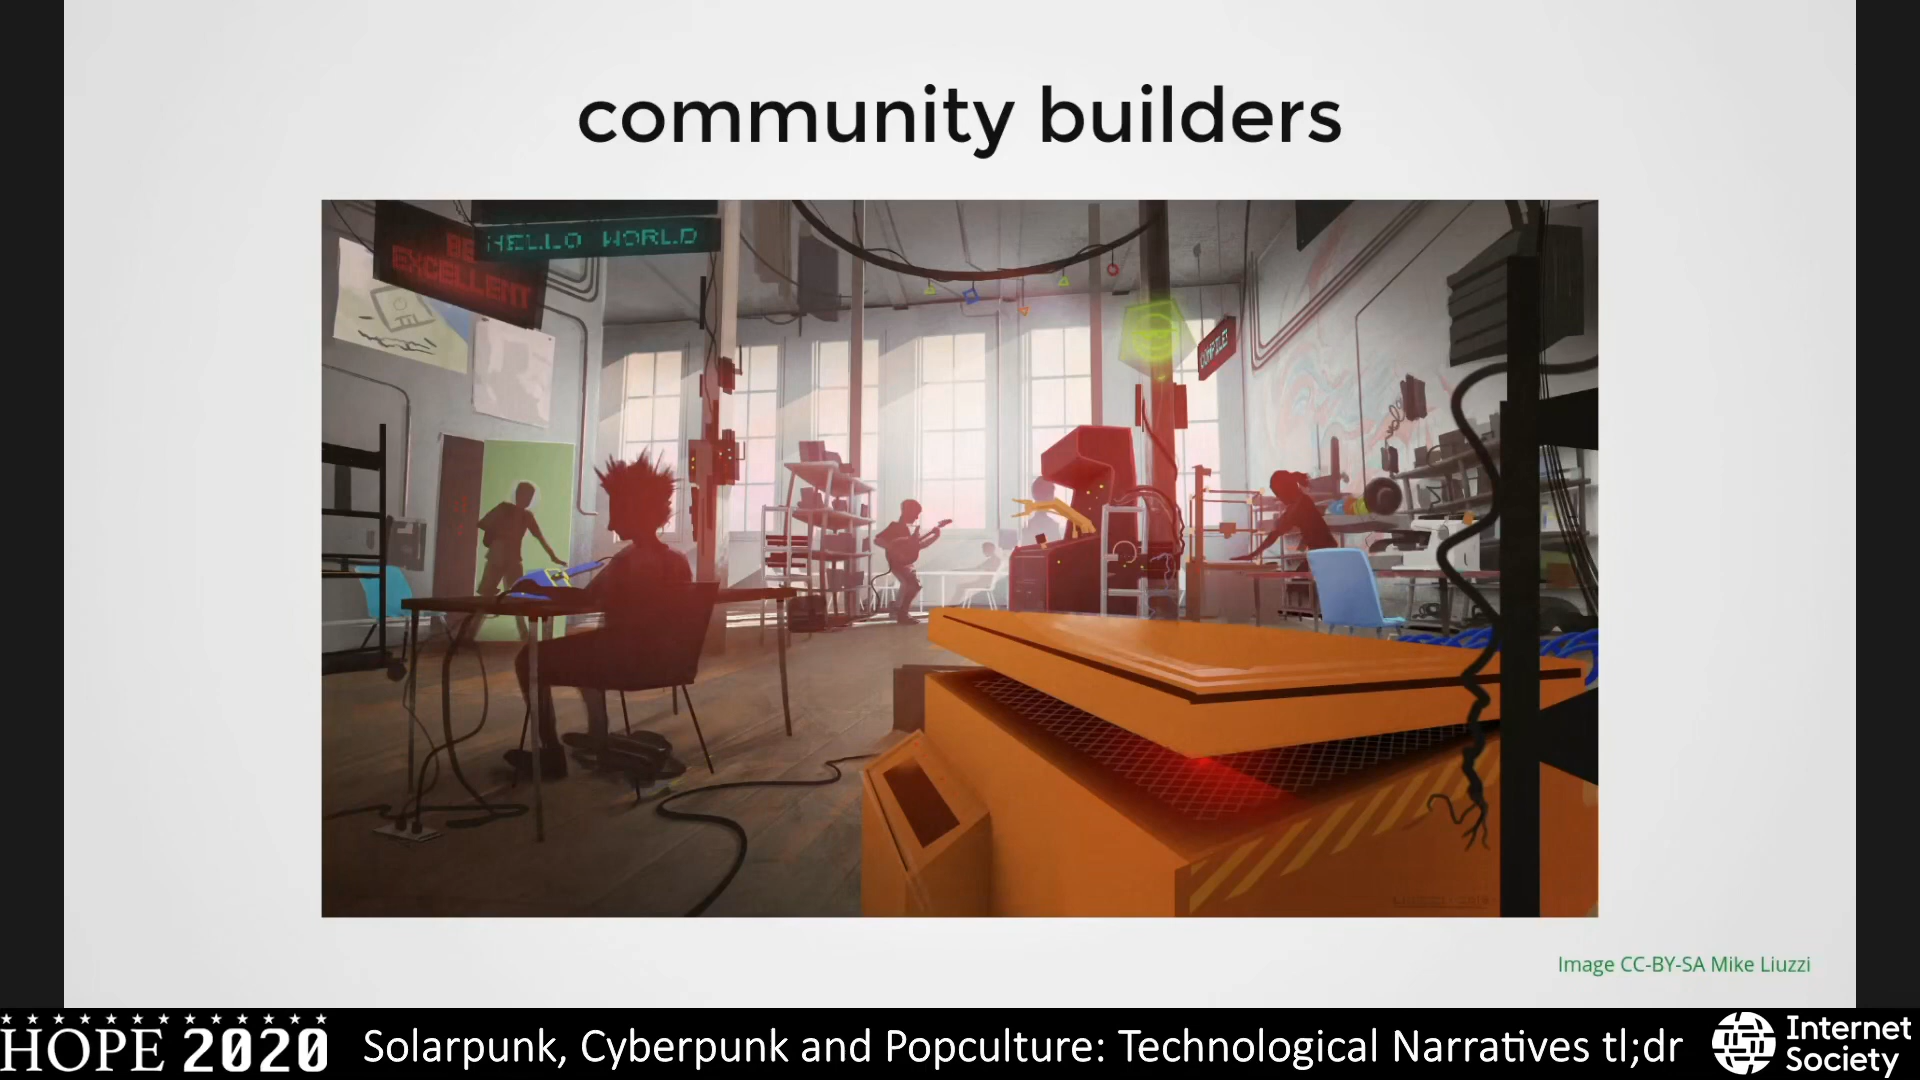 community builders
HELLO WORLD
BE
EXCELLENT
COMPILE!
Image CC-BY-SA Mike Liuzzi
HOPE 2020
Solarpunk, Cyberpunk and Popculture: Technological Narratives tl;dr
Internet
Society